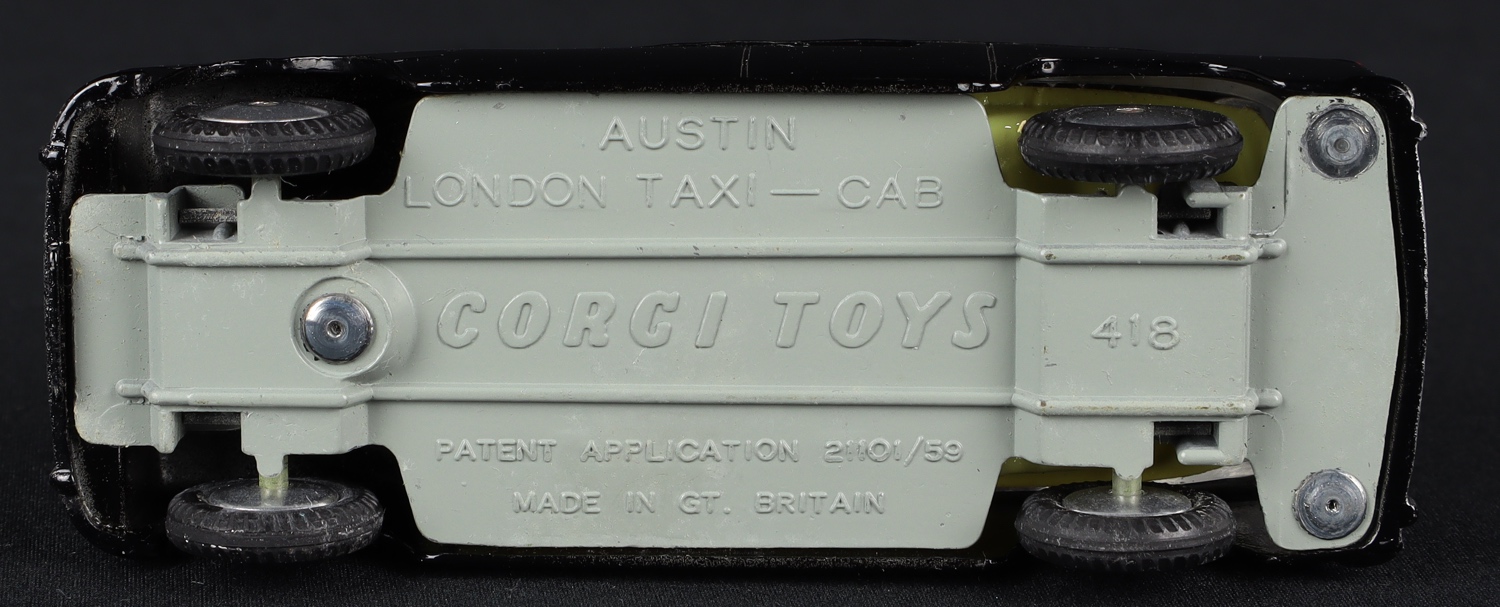 AUSTIN
LONDON TAXI — CAB
CORGI TOYS
418
PATENT APPLICATION 21101/59
MADE IN GT. BRITAIN